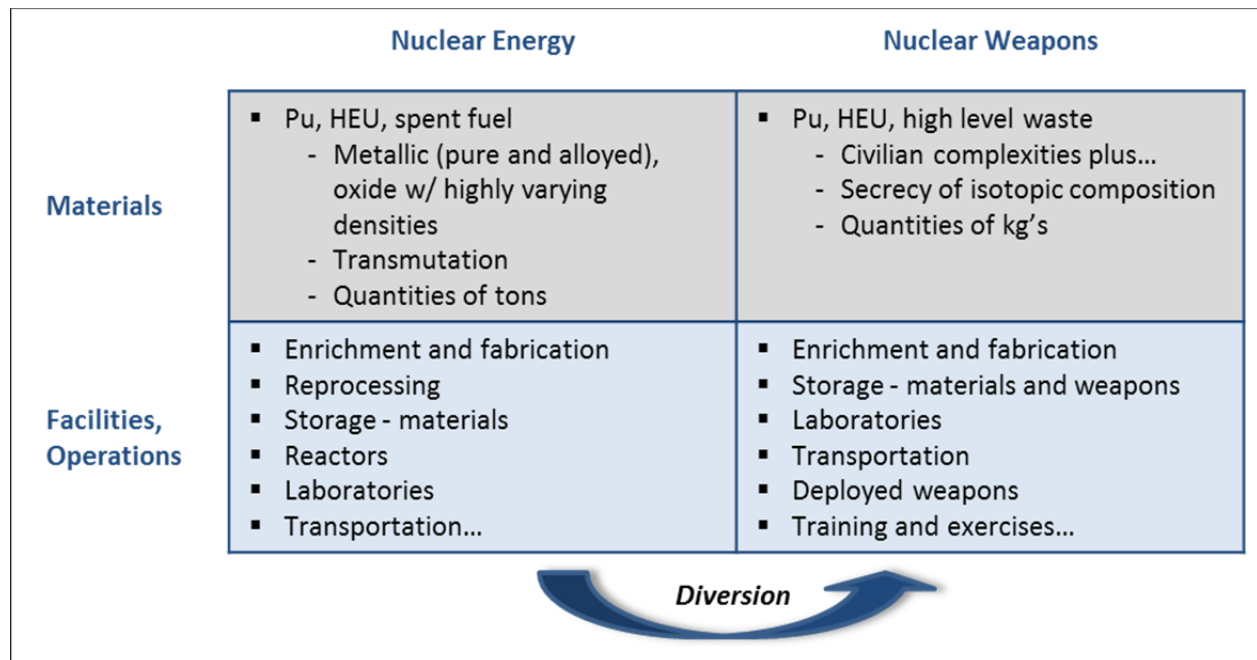 Nuclear Energy
Nuclear Weapons
Materials
▪ Pu, HEU, spent fuel
- Metallic (pure and alloyed),
oxide w/ highly varying
densities
- Transmutation
- Quantities of tons
▪ Pu, HEU, high level waste
- Civilian complexities plus…
- Secrecy of isotopic composition
- Quantities of kg's
Facilities,
Operations
▪ Enrichment and fabrication
▪ Reprocessing
▪ Storage - materials
▪ Reactors
▪ Laboratories
▪ Transportation…
▪ Enrichment and fabrication
▪ Storage - materials and weapons
▪ Laboratories
▪ Transportation
▪ Deployed weapons
▪ Training and exercises…
Diversion